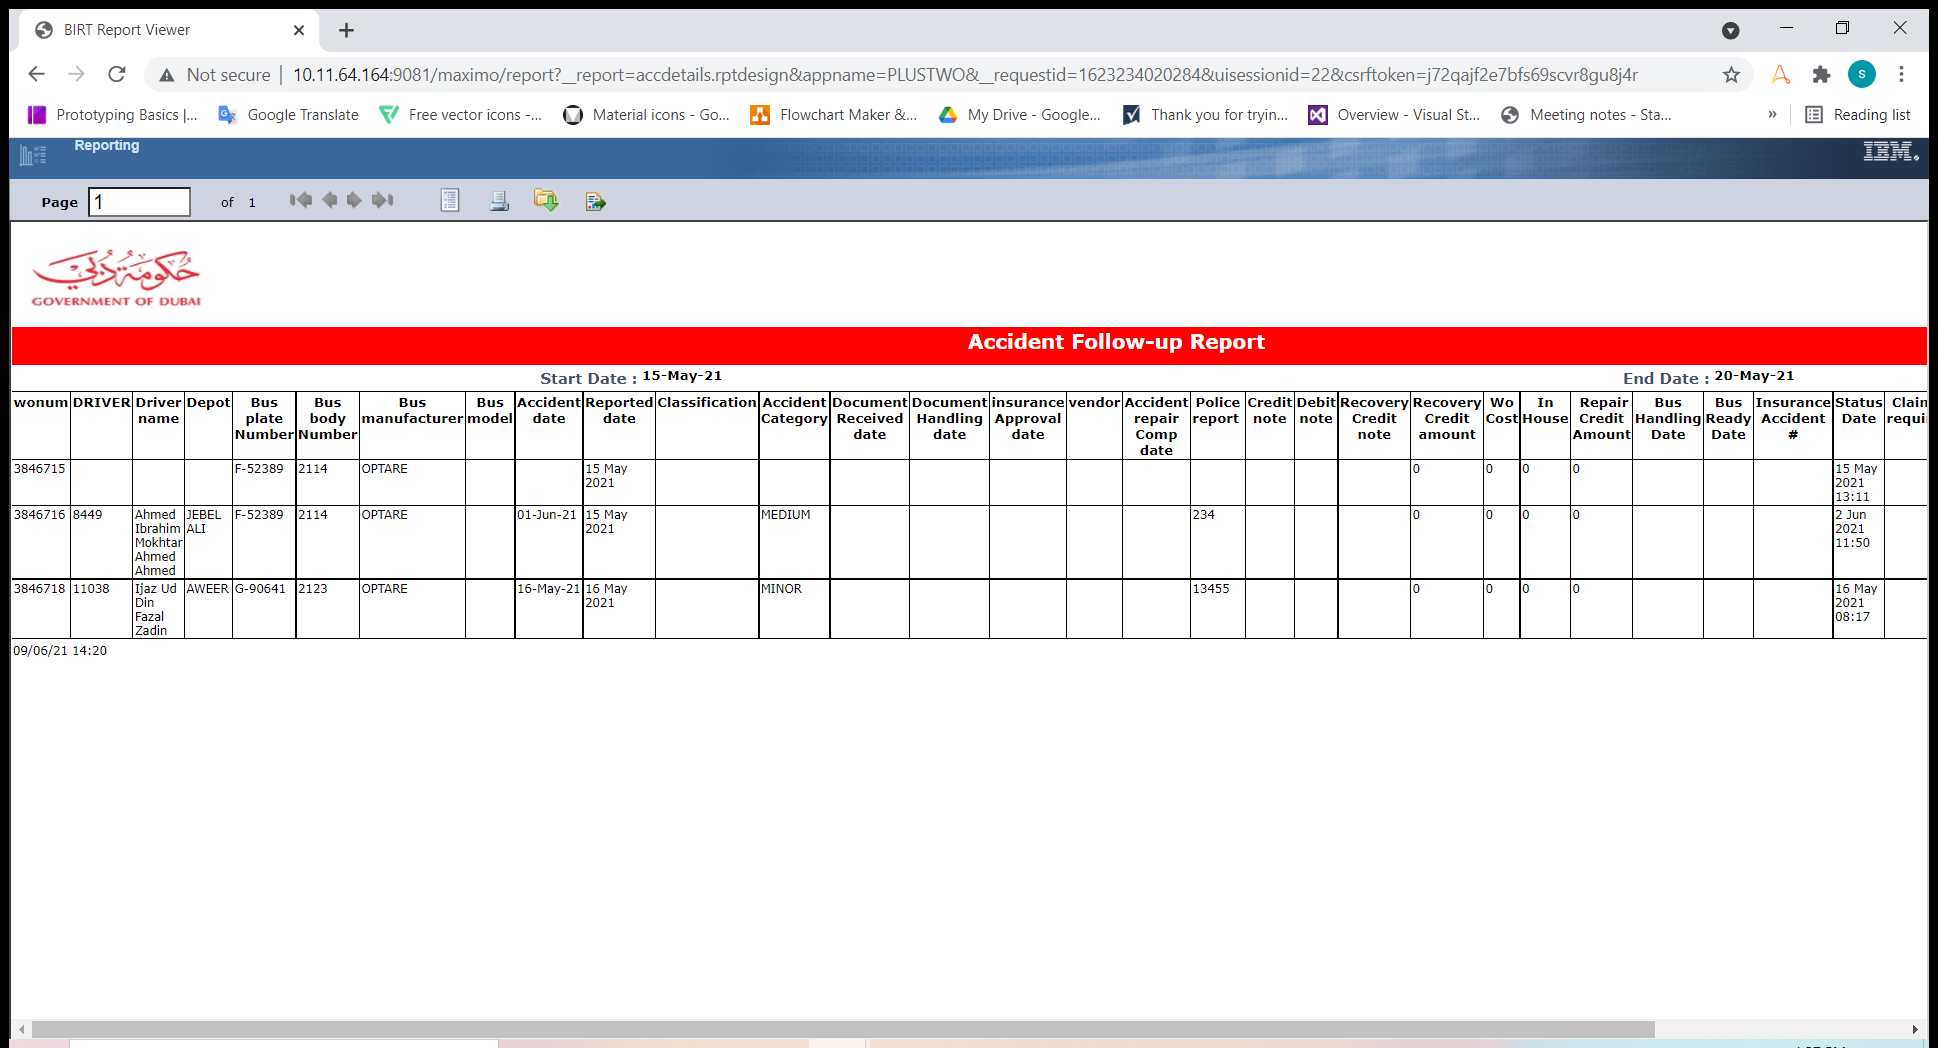 BIRT Report Viewer
Not secure | 10.11.64.164:9081/maximo/report?__report=accdetails.rptdesign&appname=PLUSTWO&__requestid=1623234020284&uisessionid=22&csrftoken=j72qajf2e7bfs69scvr8gu8j4r
S
Prototyping Basics |... Google Translate Free vector icons -... Material icons - Go... Flowchart Maker &... My Drive - Google... Thank you for tryin... Overview - Visual St... Meeting notes - Sta... » Reading list
Reporting
IBM.
Page 1 of 1
حكومة دبي
GOVERNMENT OF DUBAI
Accident Follow-up Report
Start Date : 15-May-21 End Date : 20-May-21
wonum DRIVER Driver name Depot Bus plate Number Bus body Number Bus manufacturer Bus model Accident date Reported date Classification Accident Category Document Received date Document Handling date insurance Approval date vendor Accident repair Comp date Police report Credit note Debit note Recovery Credit note Recovery Credit amount Wo Cost In House Repair Credit Amount Bus Handling Date Bus Ready Date Insurance Accident # Status Date Claim requi
3846715 F-52389 2114 OPTARE 15 May 2021 0 0 0 0 15 May 2021 13:11
3846716 8449 Ahmed Ibrahim Mokhtar Ahmed Ahmed JEBEL ALI F-52389 2114 OPTARE 01-Jun-21 15 May 2021 MEDIUM 234 0 0 0 0 2 Jun 2021 11:50
3846718 11038 Ijaz Ud Din Fazal Zadin AWEER G-90641 2123 OPTARE 16-May-21 16 May 2021 MINOR 13455 0 0 0 0 16 May 2021 08:17
09/06/21 14:20